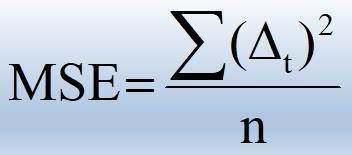 MSE = ∑(Δₜ)² / n